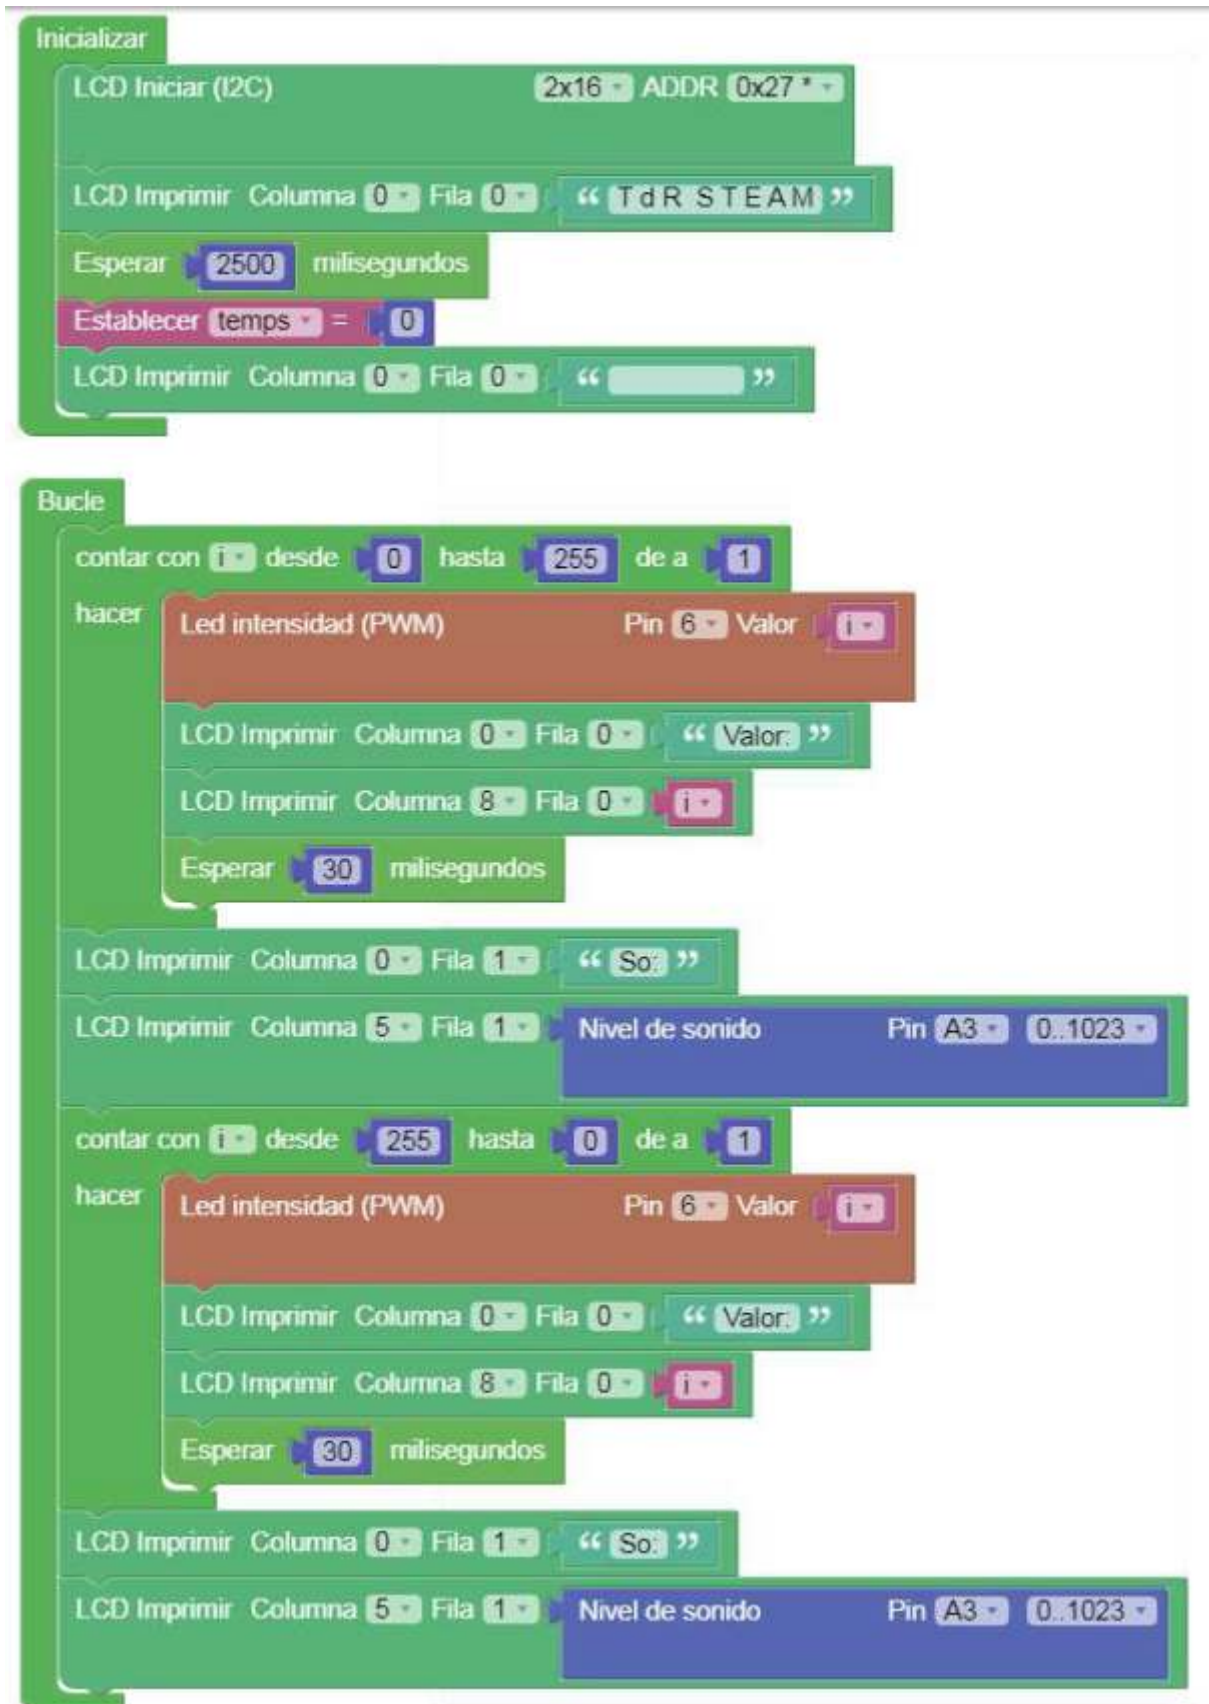 Inicializar
LCD Iniciar (I2C) 2x16 ADDR 0x27 *
LCD Imprimir Columna 0 Fila 0 “ T d R S T E A M ”
Esperar 2500 milisegundos
Establecer temps = 0
LCD Imprimir Columna 0 Fila 0 “ ”
Bucle
contar con i desde 0 hasta 255 de a 1
hacer Led intensidad (PWM) Pin 6 Valor i
LCD Imprimir Columna 0 Fila 0 “ Valor: ”
LCD Imprimir Columna 8 Fila 0 i
Esperar 30 milisegundos
LCD Imprimir Columna 0 Fila 1 “ So: ”
LCD Imprimir Columna 5 Fila 1 Nivel de sonido Pin A3 0..1023
contar con i desde 255 hasta 0 de a 1
hacer Led intensidad (PWM) Pin 6 Valor i
LCD Imprimir Columna 0 Fila 0 “ Valor: ”
LCD Imprimir Columna 8 Fila 0 i
Esperar 30 milisegundos
LCD Imprimir Columna 0 Fila 1 “ So: ”
LCD Imprimir Columna 5 Fila 1 Nivel de sonido Pin A3 0..1023